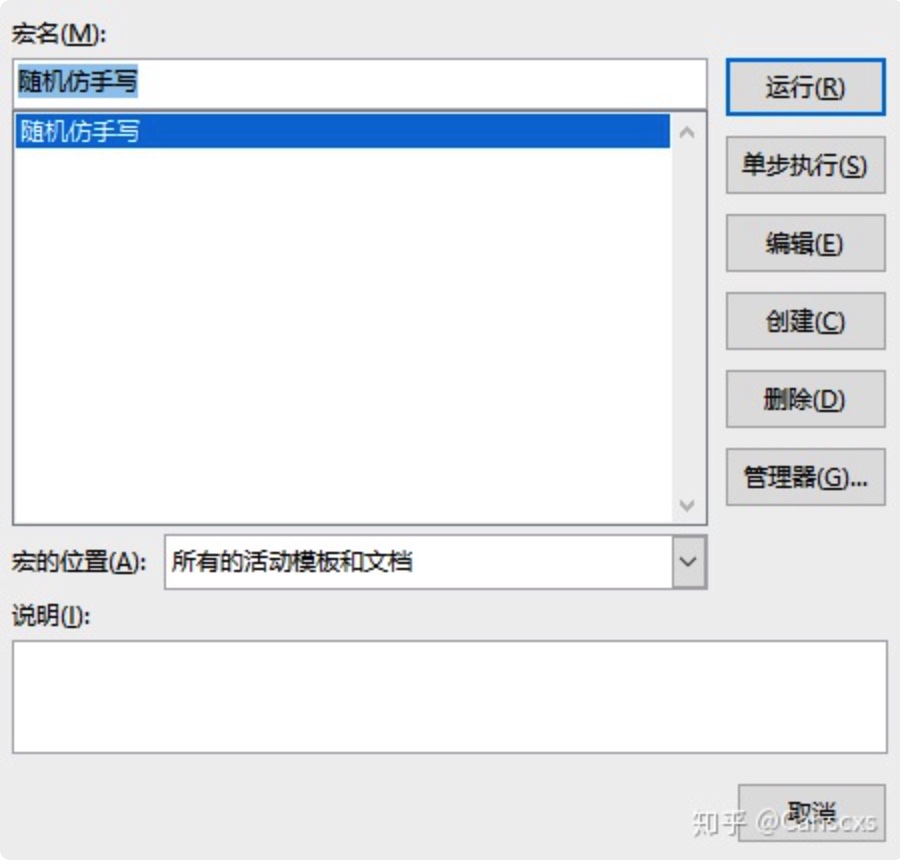 宏名(M):
随机仿手写
随机仿手写
运行(R)
单步执行(S)
编辑(E)
创建(C)
删除(D)
管理器(G)...
宏的位置(A):
所有的活动模板和文档
说明(I):
取消
知乎